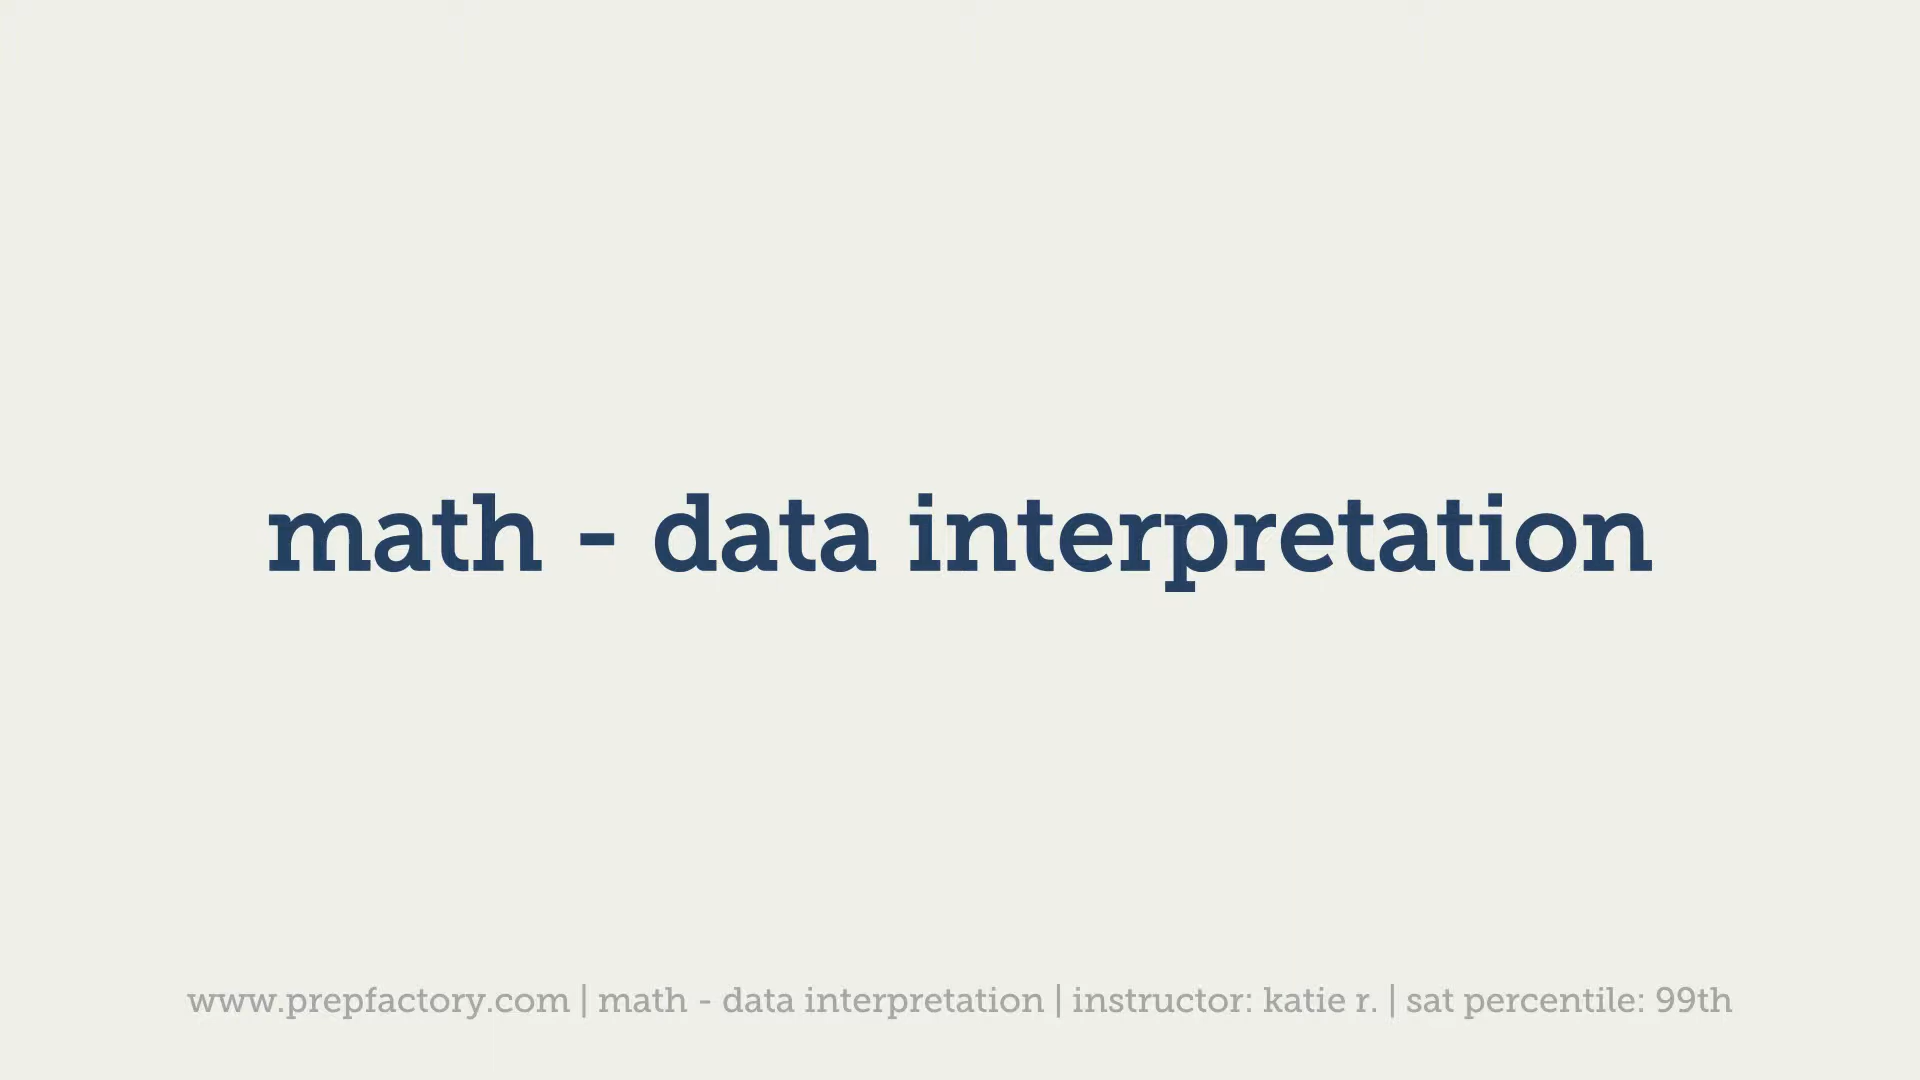 math - data interpretation
www.prepfactory.com | math - data interpretation | instructor: katie r. | sat percentile: 99th